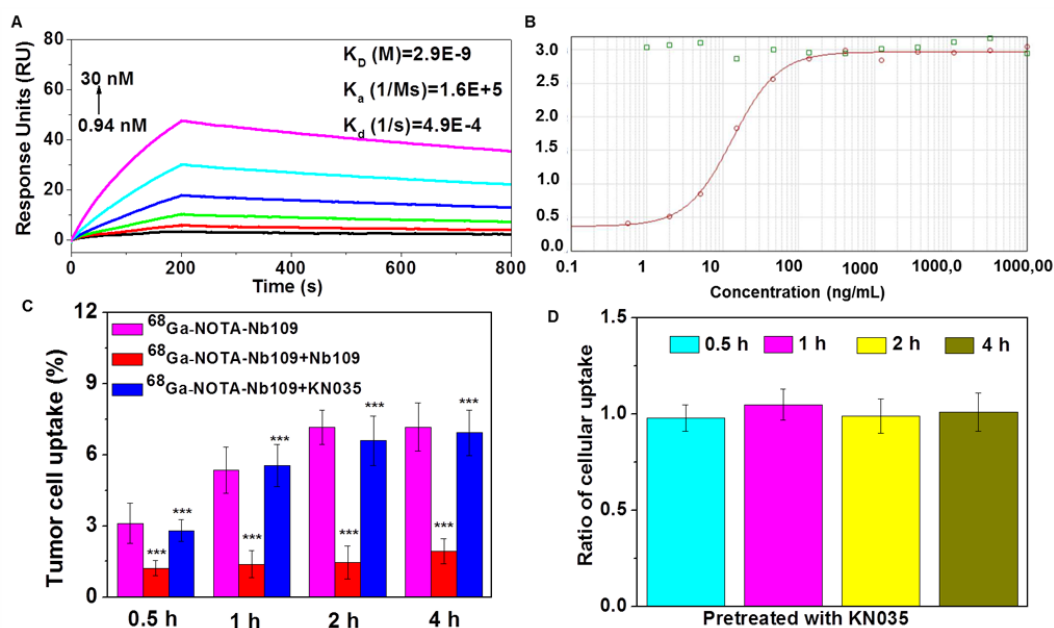 A
80
60
40
20
0
Response Units (RU)
30 nM
0.94 nM
K_D (M)=2.9E-9
K_a (1/Ms)=1.6E+5
K_d (1/s)=4.9E-4
0 200 400 600 800
Time (s)
B
3.0
2.5
2.0
1.5
1.0
0.5
0.0
0.1 1 10 100 1000 1000,0 1000,00
Concentration (ng/mL)
C
12
9
6
3
0
Tumor cell uptake (%)
⁶⁸Ga-NOTA-Nb109
⁶⁸Ga-NOTA-Nb109+Nb109
⁶⁸Ga-NOTA-Nb109+KN035
*** *** *** *** *** *** *** ***
0.5 h 1 h 2 h 4 h
D
1.5
1.0
0.5
0.0
Ratio of cellular uptake
0.5 h 1 h 2 h 4 h
Pretreated with KN035